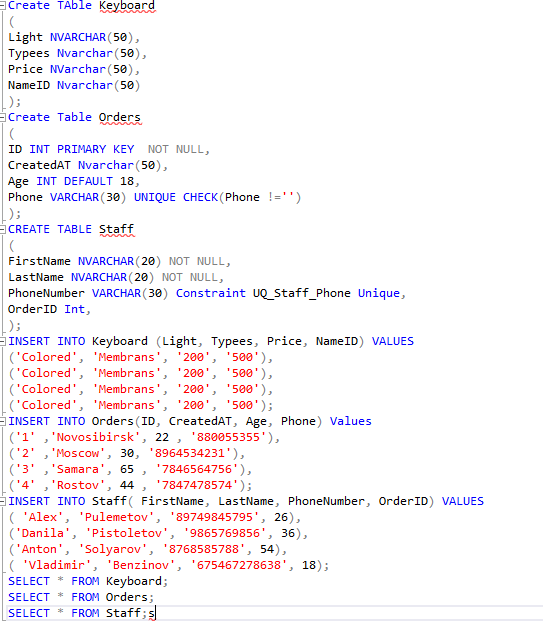 Create TAble Keyboard
(
Light NVARCHAR(50),
Typees Nvarchar(50),
Price NVarchar(50),
NameID Nvarchar(50)
);
Create Table Orders
(
ID INT PRIMARY KEY  NOT NULL,
CreatedAT Nvarchar(50),
Age INT DEFAULT 18,
Phone VARCHAR(30) UNIQUE CHECK(Phone !='')
);
CREATE TABLE Staff
(
FirstName NVARCHAR(20) NOT NULL,
LastName NVARCHAR(20) NOT NULL,
PhoneNumber VARCHAR(30) Constraint UQ_Staff_Phone Unique,
OrderID Int,
);
INSERT INTO Keyboard (Light, Typees, Price, NameID) VALUES
('Colored', 'Membrans', '200', '500'),
('Colored', 'Membrans', '200', '500'),
('Colored', 'Membrans', '200', '500'),
('Colored', 'Membrans', '200', '500');
INSERT INTO Orders(ID, CreatedAT, Age, Phone) Values
('1' ,'Novosibirsk', 22 , '880055355'),
('2' ,'Moscow', 30, '8964534231'),
('3' ,'Samara', 65 , '7846564756'),
('4' ,'Rostov', 44 , '7847478574');
INSERT INTO Staff( FirstName, LastName, PhoneNumber, OrderID) VALUES
( 'Alex', 'Pulemetov', '89749845795', 26),
('Danila', 'Pistoletov', '9865769856', 36),
('Anton', 'Solyarov', '8768585788', 54),
( 'Vladimir', 'Benzinov', '675467278638', 18);
SELECT * FROM Keyboard;
SELECT * FROM Orders;
SELECT * FROM Staff;s